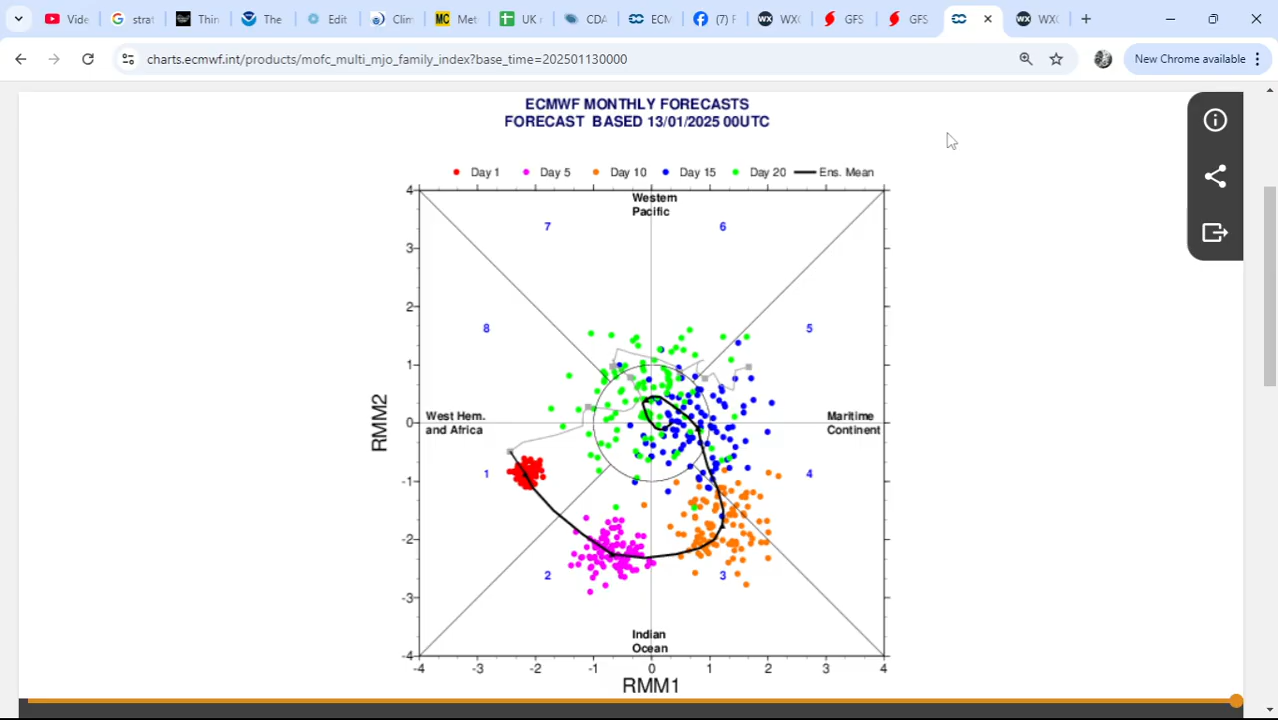 Vide
strat
Thin
The
Edit
Clim
Met
UK
CDA
ECM
(7) F
WXC
GFS
GFS
WXC
charts.ecmwf.int/products/mofc_multi_mjo_family_index?base_time=202501130000
New Chrome available
ECMWF MONTHLY FORECASTS
FORECAST BASED 13/01/2025 00UTC
Day 1 Day 5 Day 10 Day 15 Day 20 Ens. Mean
Western
Pacific
7 6
8 5
West Hem.
and Africa
Maritime
Continent
1 4
2 3
Indian
Ocean
4
3
2
1
0
-1
-2
-3
-4
-4 -3 -2 -1 0 1 2 3 4
RMM2
RMM1